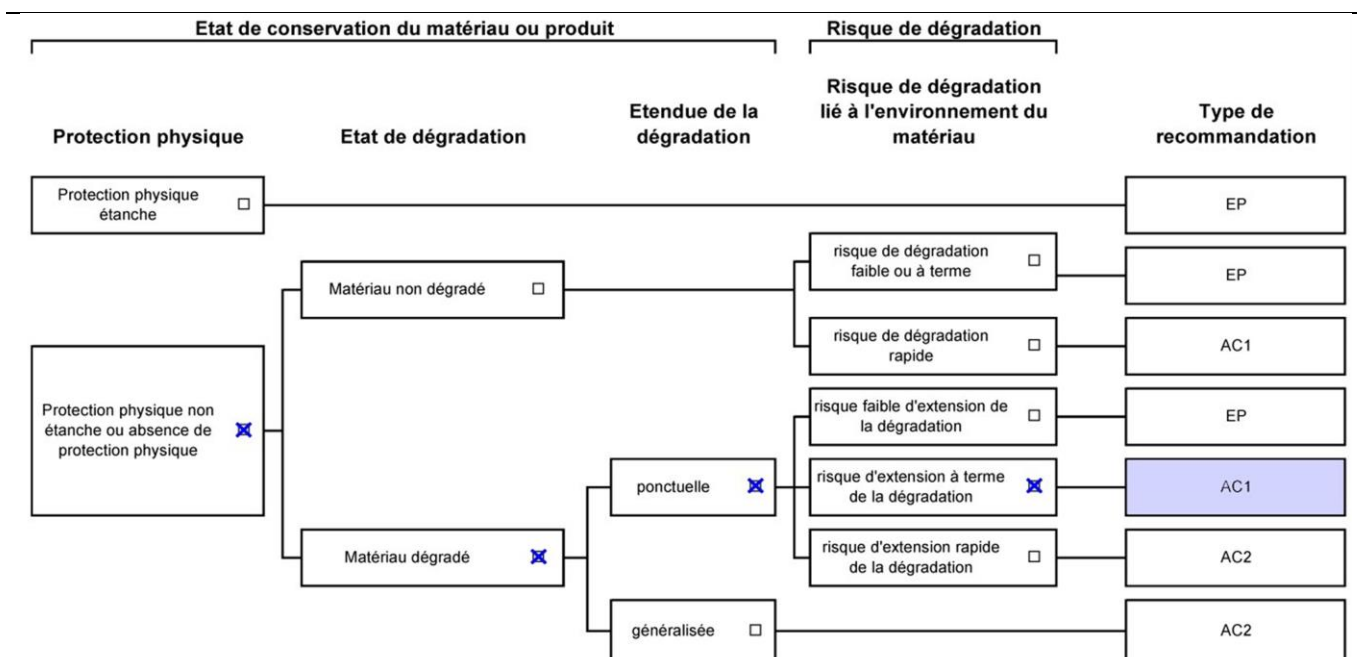 Etat de conservation du matériau ou produit
Risque de dégradation
Protection physique
Etat de dégradation
Etendue de la
dégradation
Risque de dégradation
lié à l'environnement du
matériau
Type de
recommandation
Protection physique
étanche
EP
Matériau non dégradé
risque de dégradation
faible ou à terme
EP
risque de dégradation
rapide
AC1
Protection physique non
étanche ou absence de
protection physique
risque faible d'extension de
la dégradation
EP
ponctuelle
risque d'extension à terme
de la dégradation
AC1
Matériau dégradé
risque d'extension rapide
de la dégradation
AC2
généralisée
AC2